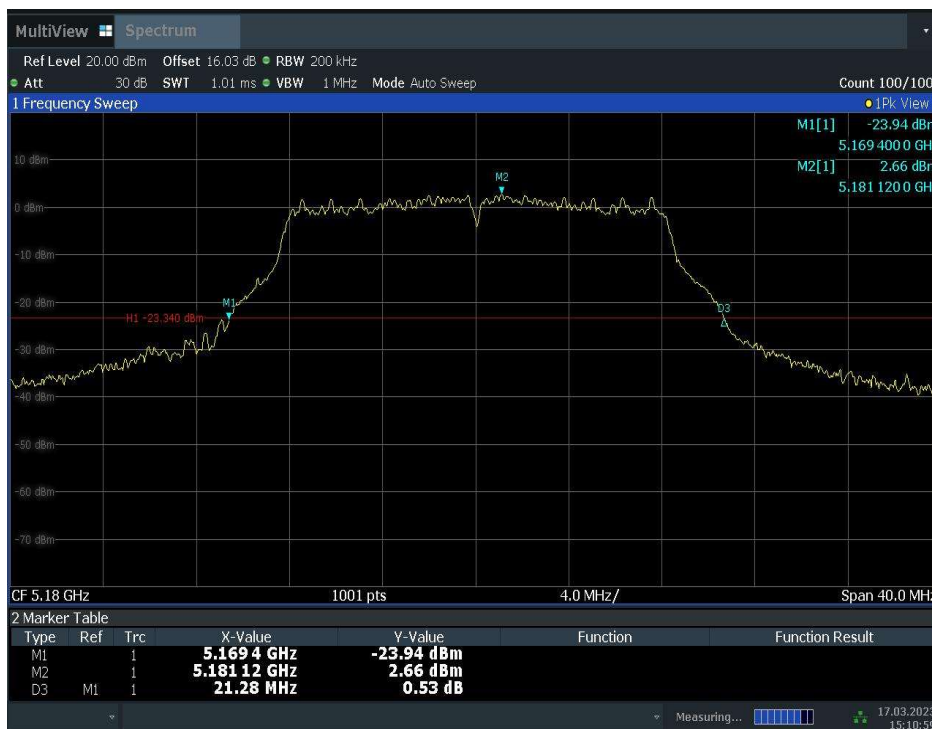 MultiView Spectrum
Ref Level 20.00 dBm Offset 16.03 dB RBW 200 kHz
Att 30 dB SWT 1.01 ms VBW 1 MHz Mode Auto Sweep Count 100/100
1 Frequency Sweep 1Pk View
M1[1] -23.94 dBm
5.169 400 0 GH
M2[1] 2.66 dBm
5.181 120 0 GH
10 dBm
M2
0 dBm
-10 dBm
-20 dBm
M1
D3
H1 -23.340 dBm
-30 dBm
-40 dBm
-50 dBm
-60 dBm
-70 dBm
CF 5.18 GHz 1001 pts 4.0 MHz/ Span 40.0 MHz
2 Marker Table
Type Ref Trc X-Value Y-Value Function Function Result
M1 1 5.169 4 GHz -23.94 dBm
M2 1 5.181 12 GHz 2.66 dBm
D3 M1 1 21.28 MHz 0.53 dB
Measuring... 17.03.2023
15:10:59